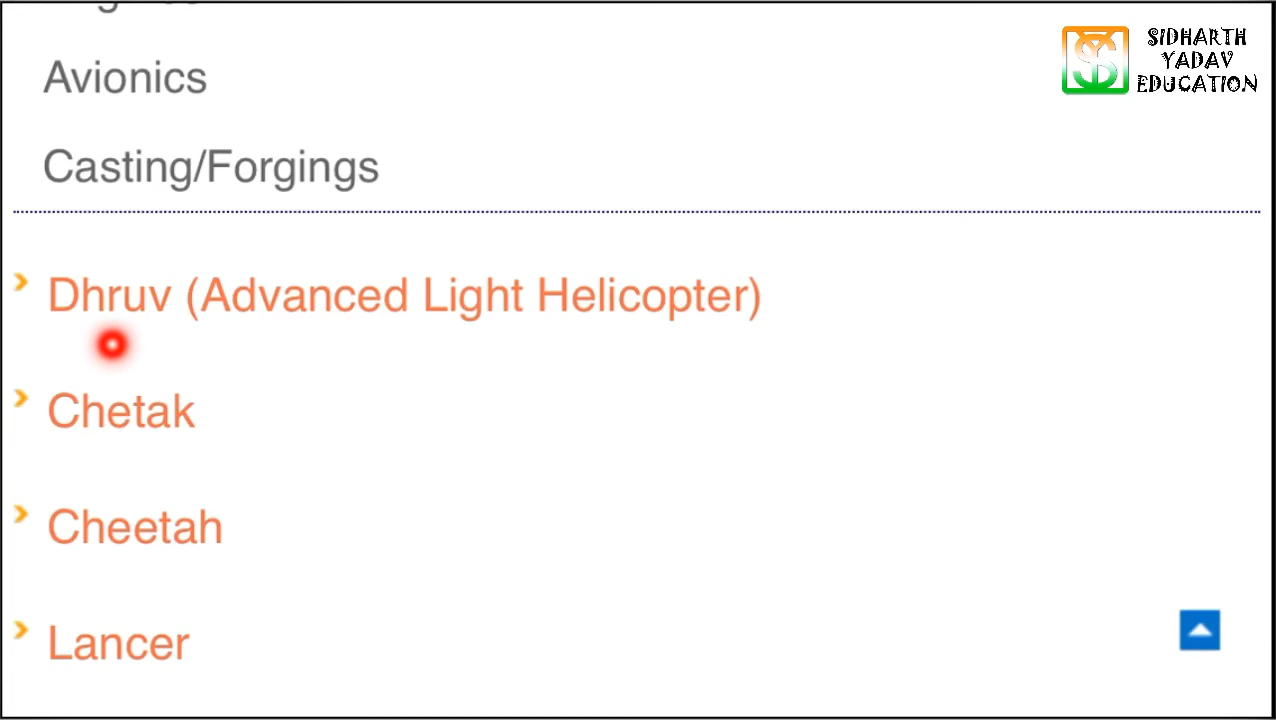 Avionics
SIDHARTH
YADAV
EDUCATION
Casting/Forgings
Dhruv (Advanced Light Helicopter)
Chetak
Cheetah
Lancer